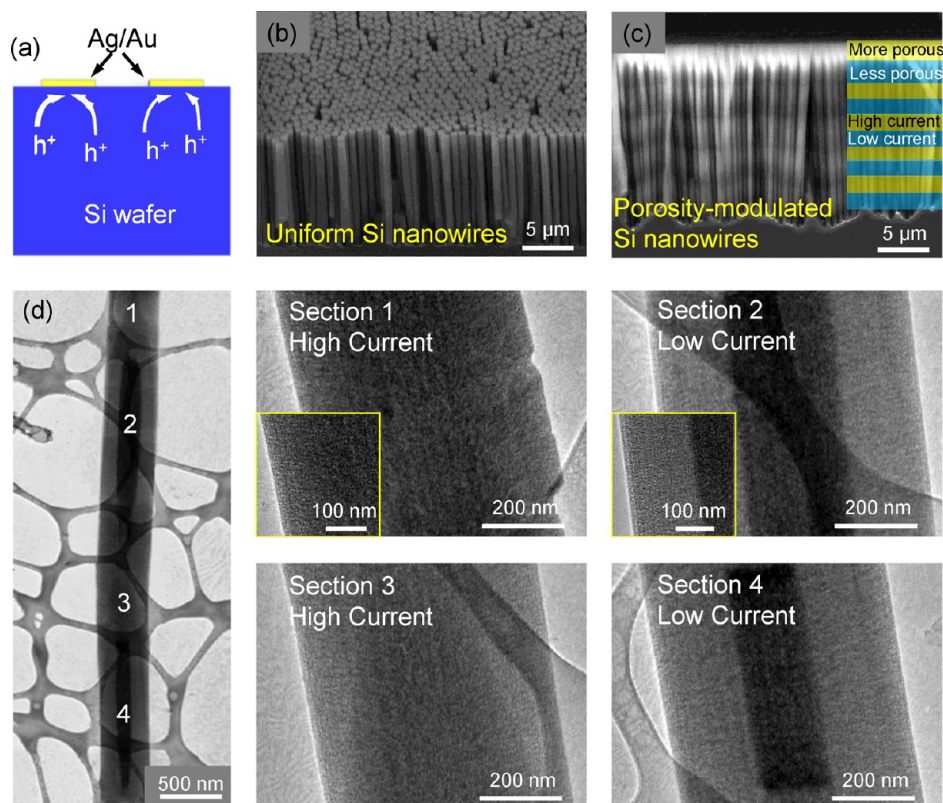 (a)
Ag/Au
h+ h+ h+ h+
Si wafer
(b)
Uniform Si nanowires
5 µm
(c)
More porous
Less porous
High current
Low current
Porosity-modulated
Si nanowires
5 µm
(d)
1
2
3
4
500 nm
Section 1
High Current
100 nm
200 nm
Section 2
Low Current
100 nm
200 nm
Section 3
High Current
200 nm
Section 4
Low Current
200 nm